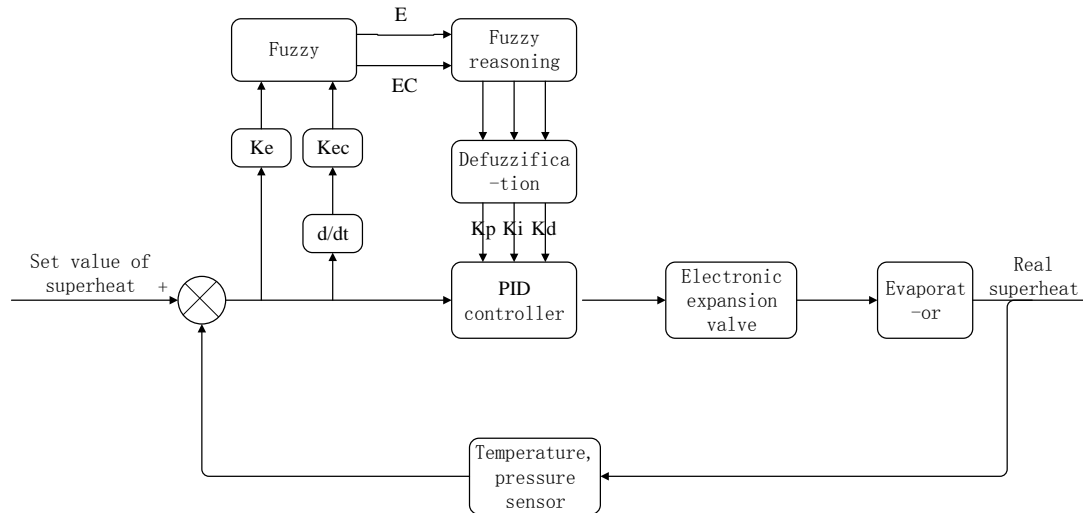 E
Fuzzy
Fuzzy
reasoning
EC
Ke
Kec
Defuzzifica
-tion
d/dt
Kp
Ki
Kd
Set value of
superheat
+
PID
controller
Electronic
expansion
valve
Evaporat
-or
Real
superheat
Temperature,
pressure
sensor